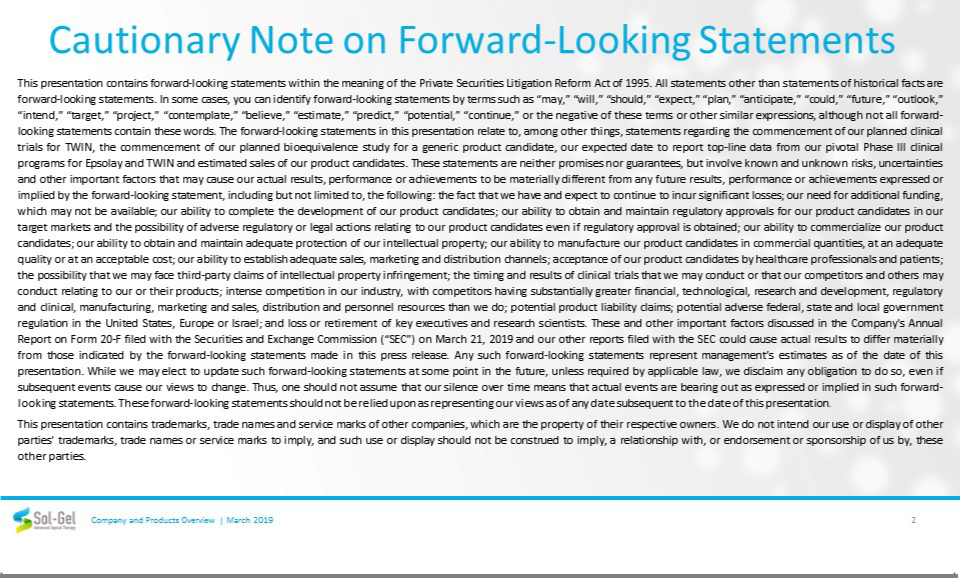 Cautionary Note on Forward-Looking Statements
This presentation contains forward-looking statements within the meaning of the Private Securities Litigation Reform Act of 1995. All statements other than statements of historical facts are
forward-looking statements. In some cases, you can identify forward-looking statements by terms such as “may,” “will,” “should,” “expect,” “plan,” “anticipate,” “could,” “future,” “outlook,”
“intend,” “target,” “project,” “contemplate,” “believe,” “estimate,” “predict,” “potential,” “continue,” or the negative of these terms or other similar expressions, although not all forward-
looking statements contain these words. The forward-looking statements in this presentation relate to, among other things, statements regarding the commencement of our planned clinical
trials for TWIN, the commencement of our planned bioequivalence study for a generic product candidate, our expected date to report top-line data from our pivotal Phase III clinical
programs for Epsolay and TWIN and estimated sales of our product candidates. These statements are neither promises nor guarantees, but involve known and unknown risks, uncertainties
and other important factors that may cause our actual results, performance or achievements to be materially different from any future results, performance or achievements expressed or
implied by the forward-looking statement, including but not limited to, the following: the fact that we have and expect to continue to incur significant losses; our need for additional funding,
which may not be available; our ability to complete the development of our product candidates; our ability to obtain and maintain regulatory approvals for our product candidates in our
target markets and the possibility of adverse regulatory or legal actions relating to our product candidates even if regulatory approval is obtained; our ability to commercialize our product
candidates; our ability to obtain and maintain adequate protection of our intellectual property; our ability to manufacture our product candidates in commercial quantities, at an adequate
quality or at an acceptable cost; our ability to establish adequate sales, marketing and distribution channels; acceptance of our product candidates by healthcare professionals and patients;
the possibility that we may face third-party claims of intellectual property infringement; the timing and results of clinical trials that we may conduct or that our competitors and others may
conduct relating to our or their products; intense competition in our industry, with competitors having substantially greater financial, technological, research and development, regulatory
and clinical, manufacturing, marketing and sales, distribution and personnel resources than we do; potential product liability claims; potential adverse federal, state and local government
regulation in the United States, Europe or Israel; and loss or retirement of key executives and research scientists. These and other important factors discussed in the Company's Annual
Report on Form 20-F filed with the Securities and Exchange Commission (“SEC”) on March 21, 2019 and our other reports filed with the SEC could cause actual results to differ materially
from those indicated by the forward-looking statements made in this press release. Any such forward-looking statements represent management’s estimates as of the date of this
presentation. While we may elect to update such forward-looking statements at some point in the future, unless required by applicable law, we disclaim any obligation to do so, even if
subsequent events cause our views to change. Thus, one should not assume that our silence over time means that actual events are bearing out as expressed or implied in such forward-
looking statements. These forward-looking statements should not be relied upon as representing our views as of any date subsequent to the date of this presentation.
This presentation contains trademarks, trade names and service marks of other companies, which are the property of their respective owners. We do not intend our use or display of other
parties' trademarks, trade names or service marks to imply, and such use or display should not be construed to imply, a relationship with, or endorsement or sponsorship of us by, these
other parties.
Sol-Gel
Advanced Topical Therapy
Company and Products Overview | March 2019
2